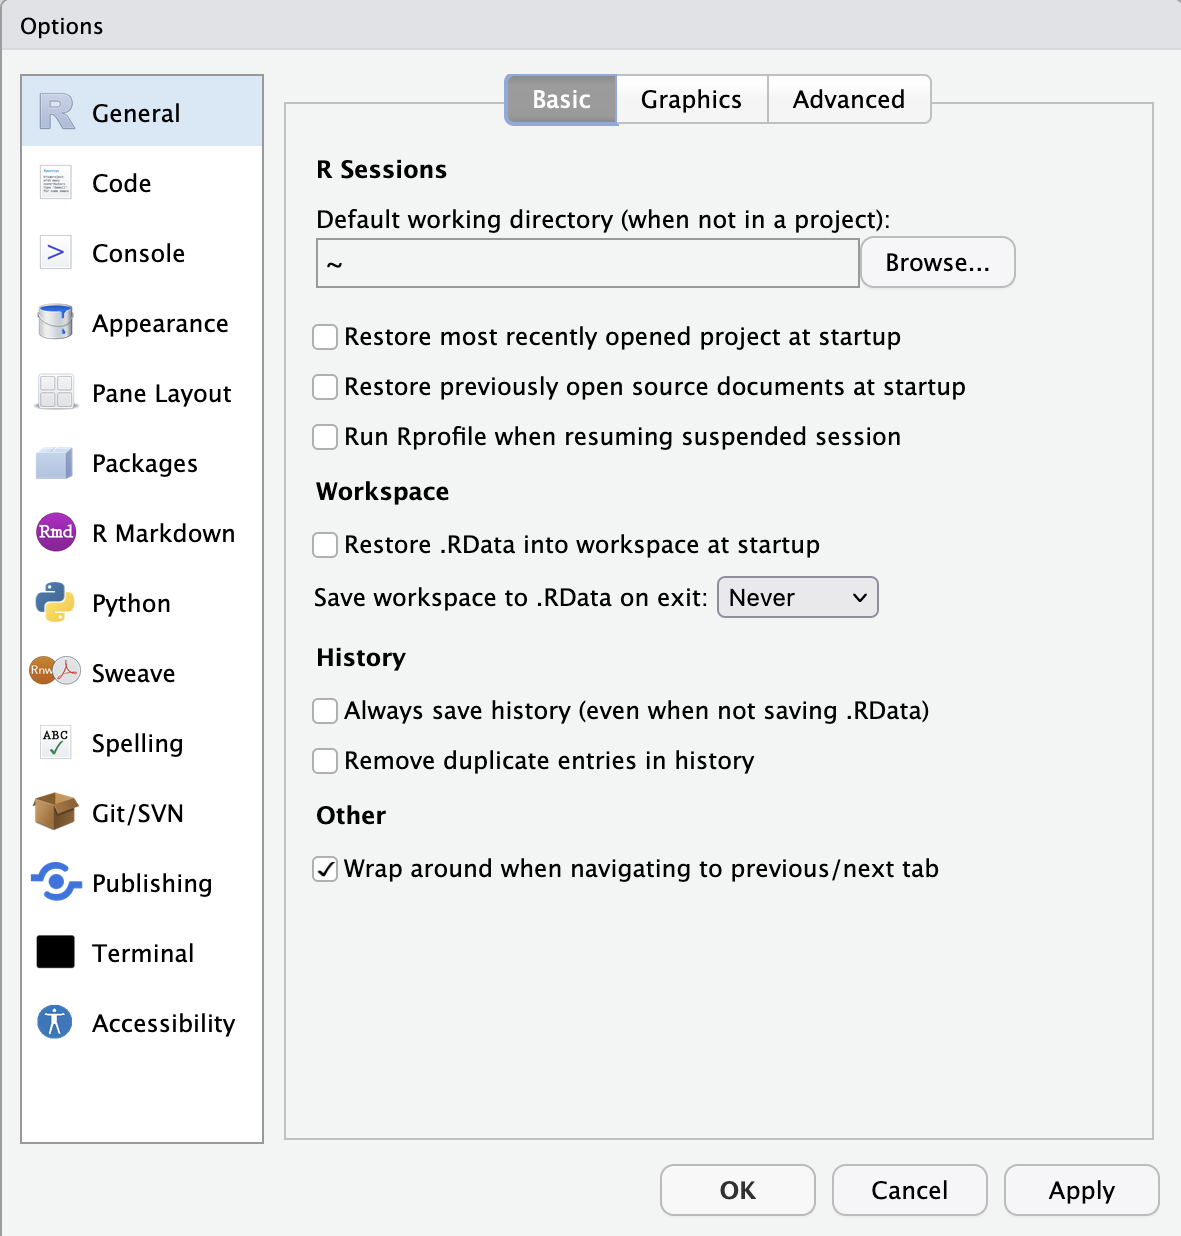 Options
General
Code
Console
Appearance
Pane Layout
Packages
Rmd R Markdown
Python
Rnw Sweave
ABC Spelling
Git/SVN
Publishing
Terminal
Accessibility
Basic Graphics Advanced
R Sessions
Default working directory (when not in a project):
~ Browse...
Restore most recently opened project at startup
Restore previously open source documents at startup
Run Rprofile when resuming suspended session
Workspace
Restore .RData into workspace at startup
Save workspace to .RData on exit: Never
History
Always save history (even when not saving .RData)
Remove duplicate entries in history
Other
Wrap around when navigating to previous/next tab
OK Cancel Apply